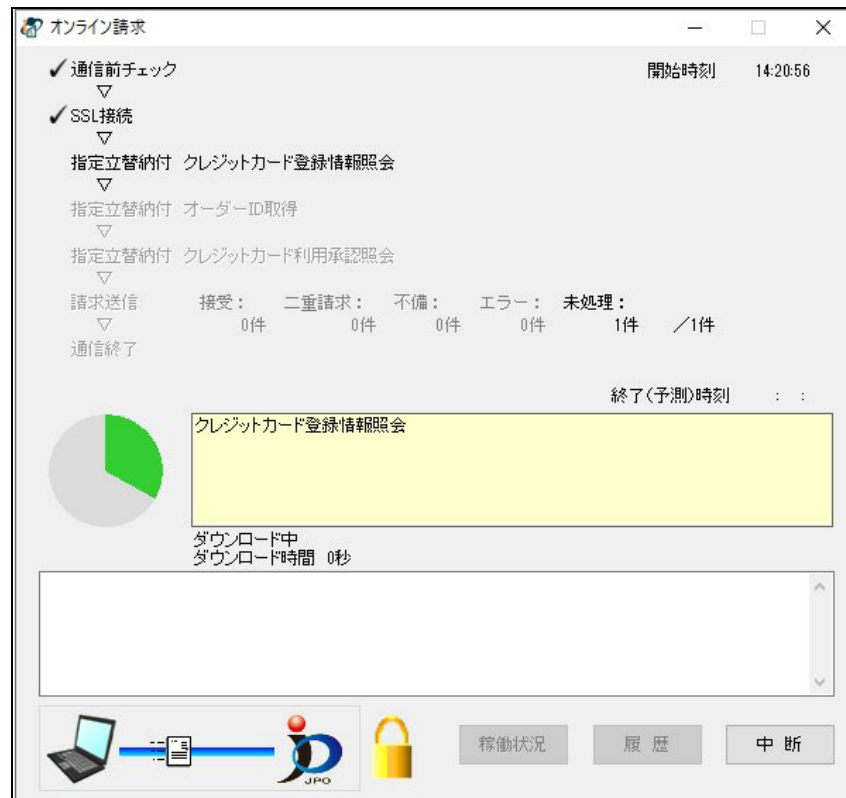 オンライン請求
✓通信前チェック 開始時刻 14:20:56
▽
✓SSL接続
▽
指定立替納付 クレジットカード登録情報照会
▽
指定立替納付 オーダーID取得
▽
指定立替納付 クレジットカード利用承認照会
▽
請求送信 接受： 二重請求： 不備： エラー： 未処理：
▽ 0件 0件 0件 0件 1件 ／1件
通信終了
終了(予測)時刻 : :
クレジットカード登録情報照会
ダウンロード中
ダウンロード時間 0秒
JPO
稼働状況 履 歴 中 断